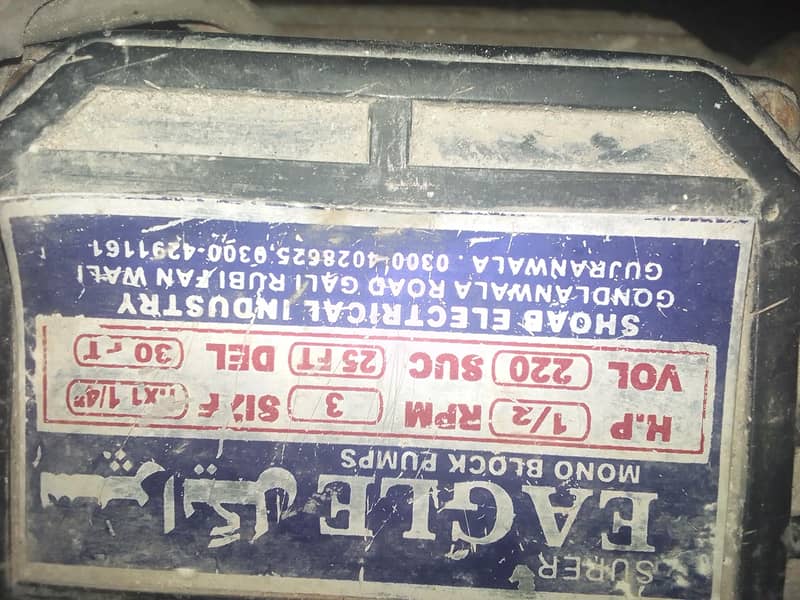 SUPER
EAGLE سپر ایگل
MONO BLOCK PUMPS
H.P 1/2 RPM 3 SIZE X1 1/4"
VOL 220 SUC 25 FT DEL 30 FT
SHOAB ELECTRICAL INDUSTRY
GONDLANWALA ROAD GALI RUBI FAN WALI
GUJRANWALA . 0300-4028625,0300-4291161